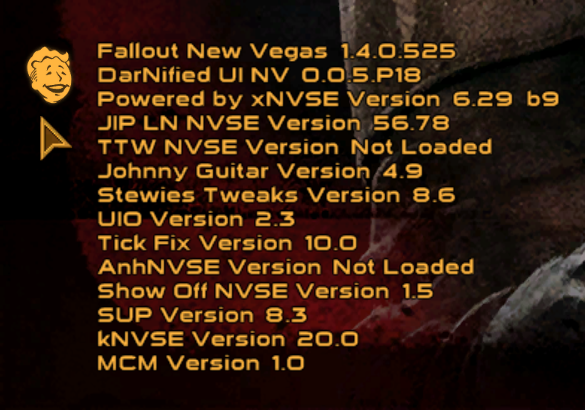 Fallout New Vegas 1.4.0.525
DarNified UI NV 0.0.5.P18
Powered by xNVSE Version 6.29 b9
JIP LN NVSE Version 56.78
TTW NVSE Version Not Loaded
Johnny Guitar Version 4.9
Stewies Tweaks Version 8.6
UIO Version 2.3
Tick Fix Version 10.0
AnhNVSE Version Not Loaded
Show Off NVSE Version 1.5
SUP Version 8.3
kNVSE Version 20.0
MCM Version 1.0